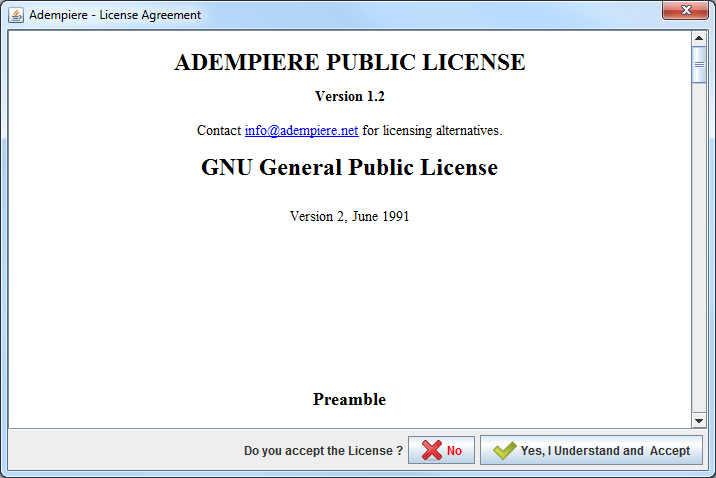 Adempiere - License Agreement
ADEMPIERE PUBLIC LICENSE
Version 1.2
Contact info@adempiere.net for licensing alternatives.
GNU General Public License
Version 2, June 1991
Preamble
Do you accept the License ? No Yes, I Understand and  Accept